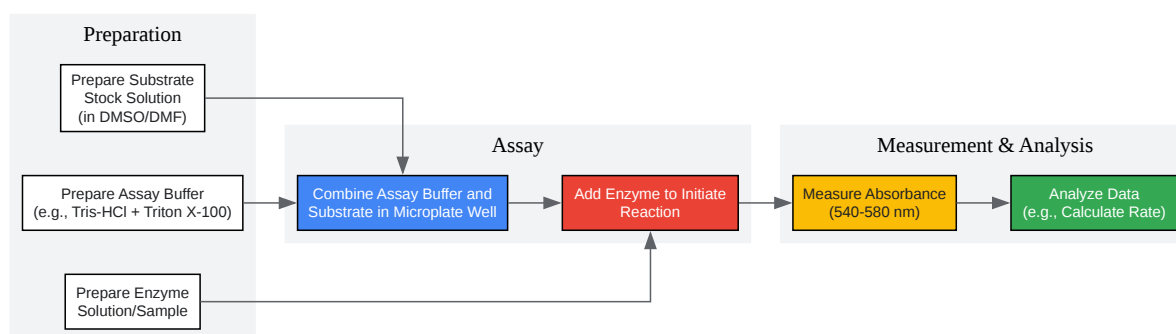 Preparation
Prepare Substrate
Stock Solution
(in DMSO/DMF)
Prepare Assay Buffer
(e.g., Tris-HCl + Triton X-100)
Prepare Enzyme
Solution/Sample
Assay
Combine Assay Buffer and
Substrate in Microplate Well
Add Enzyme to Initiate
Reaction
Measurement & Analysis
Measure Absorbance
(540-580 nm)
Analyze Data
(e.g., Calculate Rate)